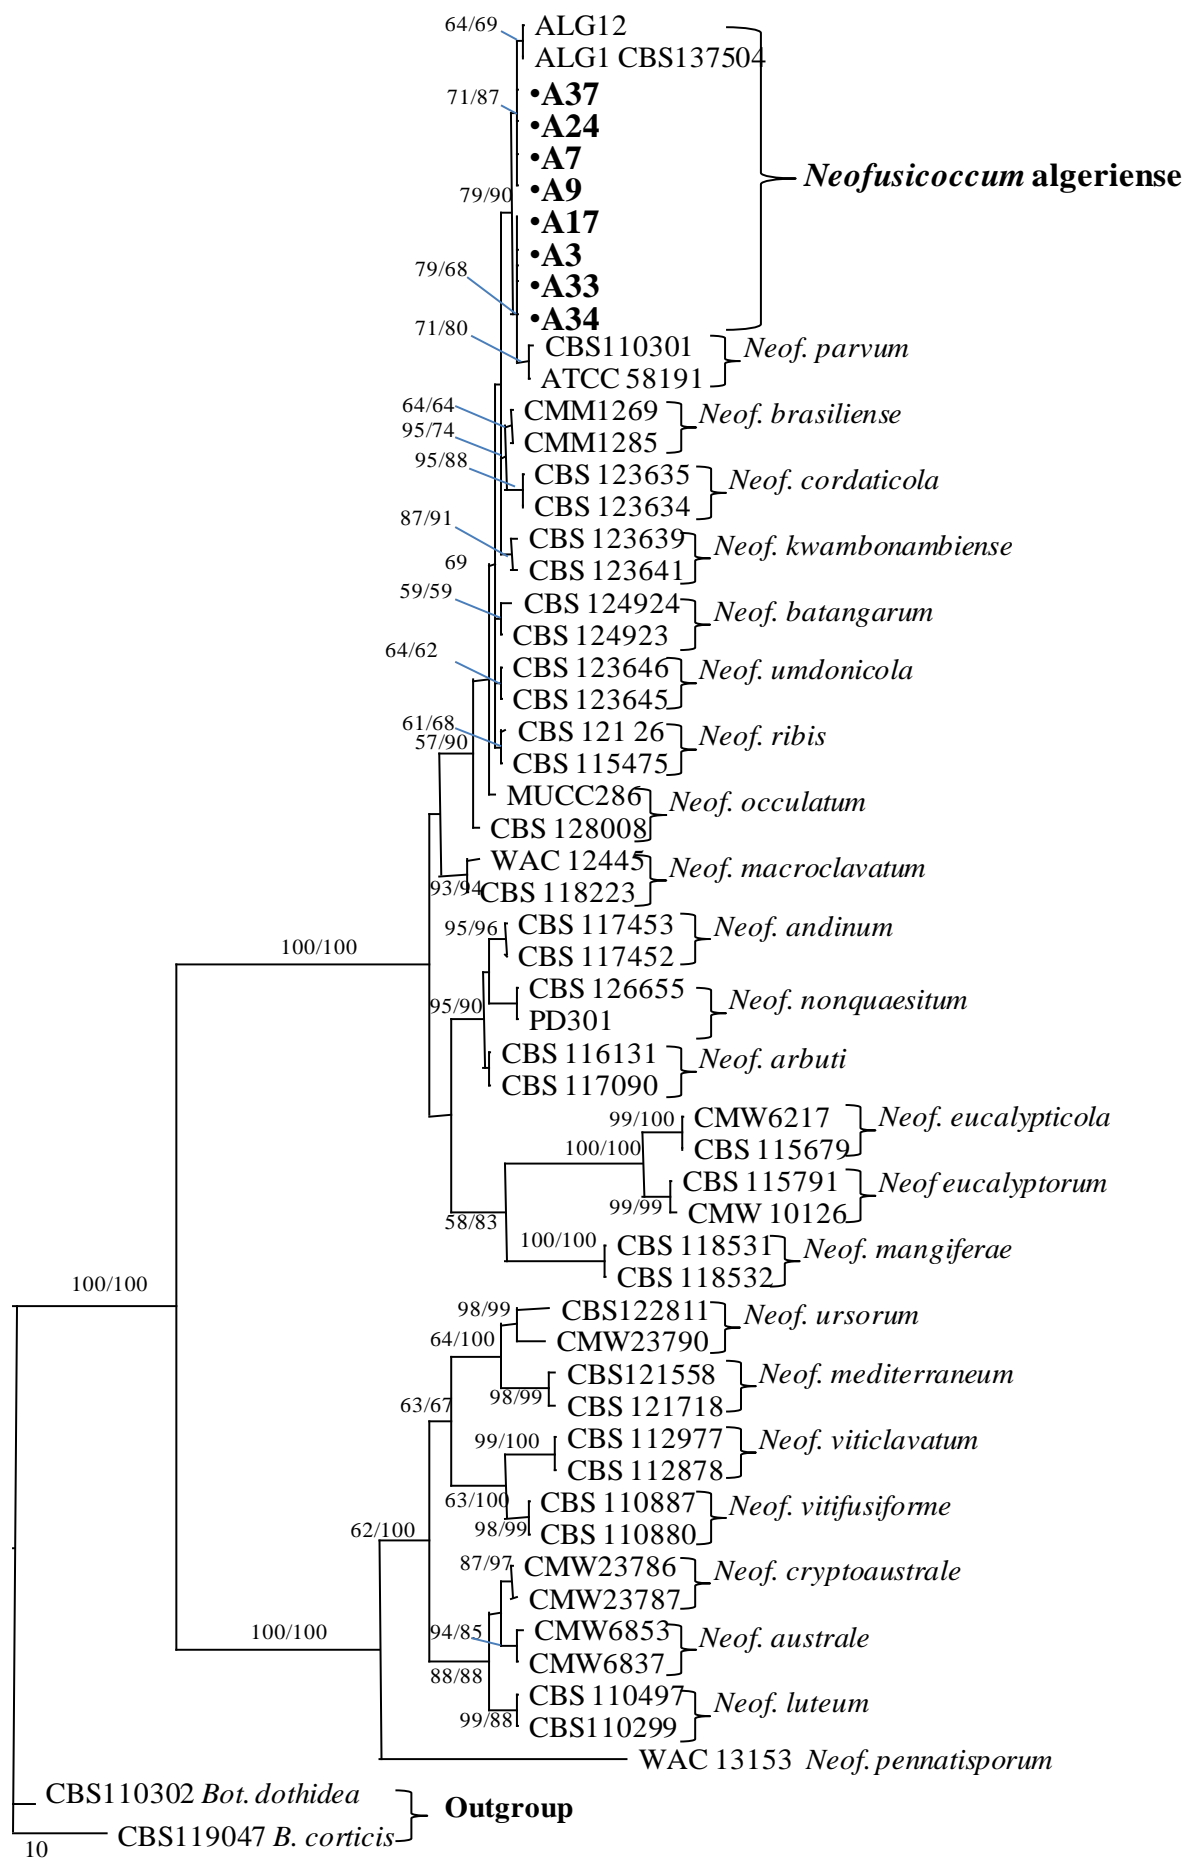 64/69
ALG12
ALG1 CBS137504
71/87
•A37
•A24
•A7
Neofusicoccum algeriense
79/90
•A9
•A17
•A3
79/68
•A33
•A34
71/80
CBS110301
Neof. parvum
ATCC 58191
64/64
CMM1269
Neof. brasiliense
95/74
CMM1285
95/88
CBS 123635
Neof. cordaticola
CBS 123634
87/91
CBS 123639
Neof. kwambonambiense
69
CBS 123641
59/59
CBS 124924
Neof. batangarum
CBS 124923
64/62
CBS 123646
Neof. umdonicola
CBS 123645
61/68
CBS 121 26
Neof. ribis
57/90
CBS 115475
MUCC286
Neof. occulatum
CBS 128008
WAC 12445
Neof. macroclavatum
93/94
CBS 118223
95/96
CBS 117453
Neof. andinum
CBS 117452
100/100
CBS 126655
Neof. nonquaesitum
95/90
PD301
CBS 116131
Neof. arbuti
CBS 117090
99/100
CMW6217
Neof. eucalypticola
100/100
CBS 115679
CBS 115791
Neof eucalyptorum
99/99
CMW 10126
58/83
100/100
CBS 118531
Neof. mangiferae
CBS 118532
100/100
98/99
CBS122811
Neof. ursorum
64/100
CMW23790
CBS121558
Neof. mediterraneum
98/99
CBS 121718
63/67
99/100
CBS 112977
Neof. viticlavatum
CBS 112878
63/100
CBS 110887
Neof. vitifusiforme
98/99
CBS 110880
62/100
87/97
CMW23786
Neof. cryptoaustrale
CMW23787
100/100
94/85
CMW6853
Neof. australe
CMW6837
88/88
CBS 110497
Neof. luteum
99/88
CBS110299
WAC 13153 Neof. pennatisporum
CBS110302 Bot. dothidea
Outgroup
CBS119047 B. corticis
10